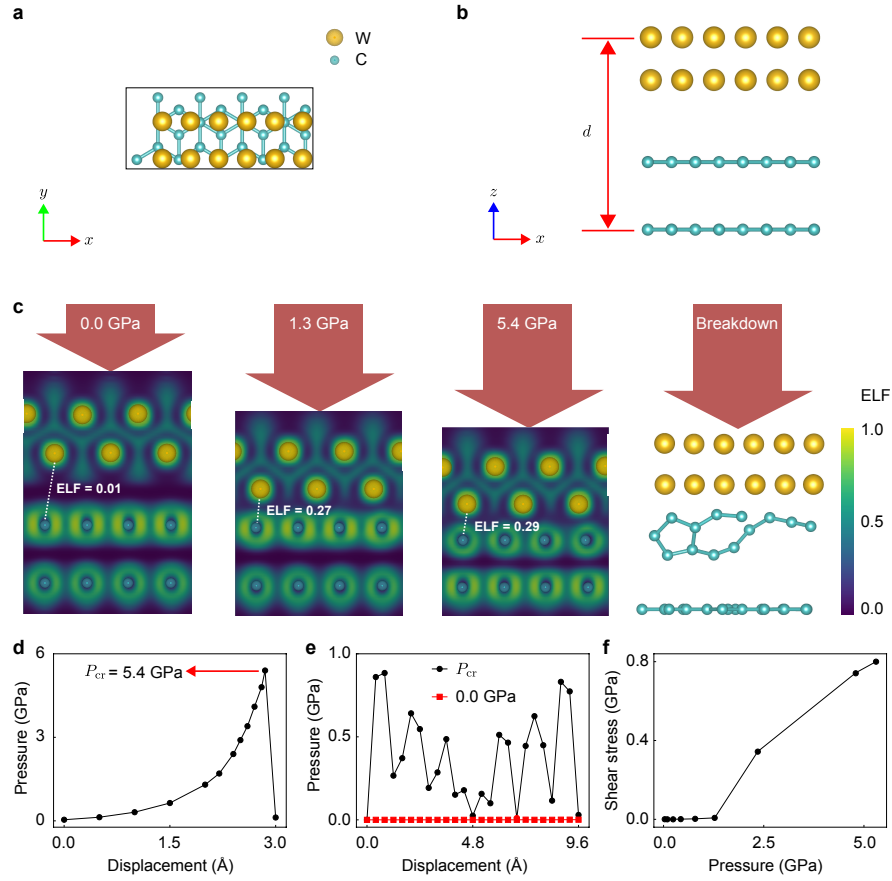 a
W
C
y
x
b
d
z
x
c
0.0 GPa
1.3 GPa
5.4 GPa
Breakdown
ELF
1.0
0.5
0.0
ELF = 0.01
ELF = 0.27
ELF = 0.29
d
Pcr = 5.4 GPa
6
3
0
Pressure (GPa)
0.0
1.5
3.0
Displacement (Å)
e
Pcr
0.0 GPa
1.0
0.5
0.0
Pressure (GPa)
0.0
4.8
9.6
Displacement (Å)
f
0.8
0.4
0.0
Shear stress (GPa)
0.0
2.5
5.0
Pressure (GPa)